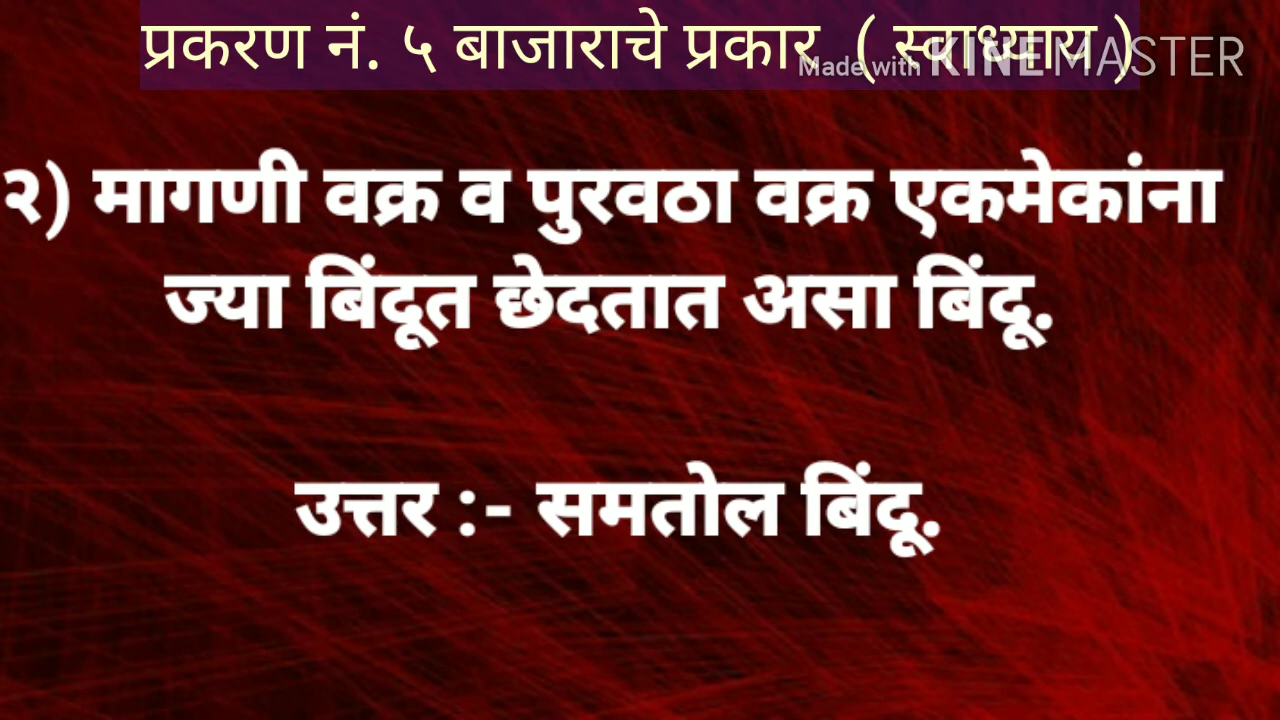 प्रकरण नं. ५ बाजाराचे प्रकार ( स्वाध्याय )
Made with KINEMASTER
२) मागणी वक्र व पुरवठा वक्र एकमेकांना
ज्या बिंदूत छेदतात असा बिंदू.
उत्तर :- समतोल बिंदू.